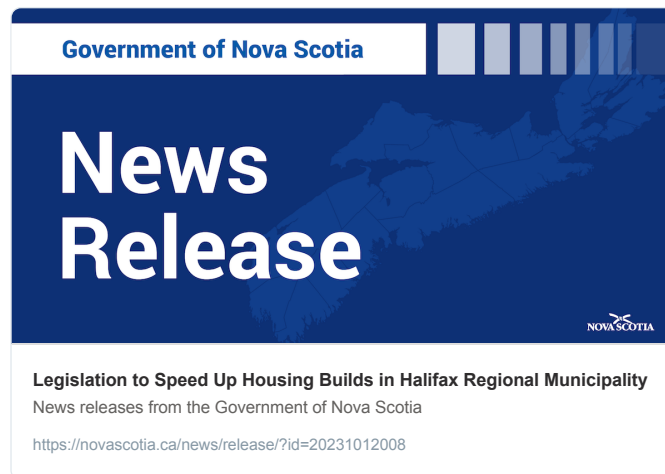 Government of Nova Scotia
News
Release
NOVA SCOTIA
Legislation to Speed Up Housing Builds in Halifax Regional Municipality
News releases from the Government of Nova Scotia
https://novascotia.ca/news/release/?id=20231012008